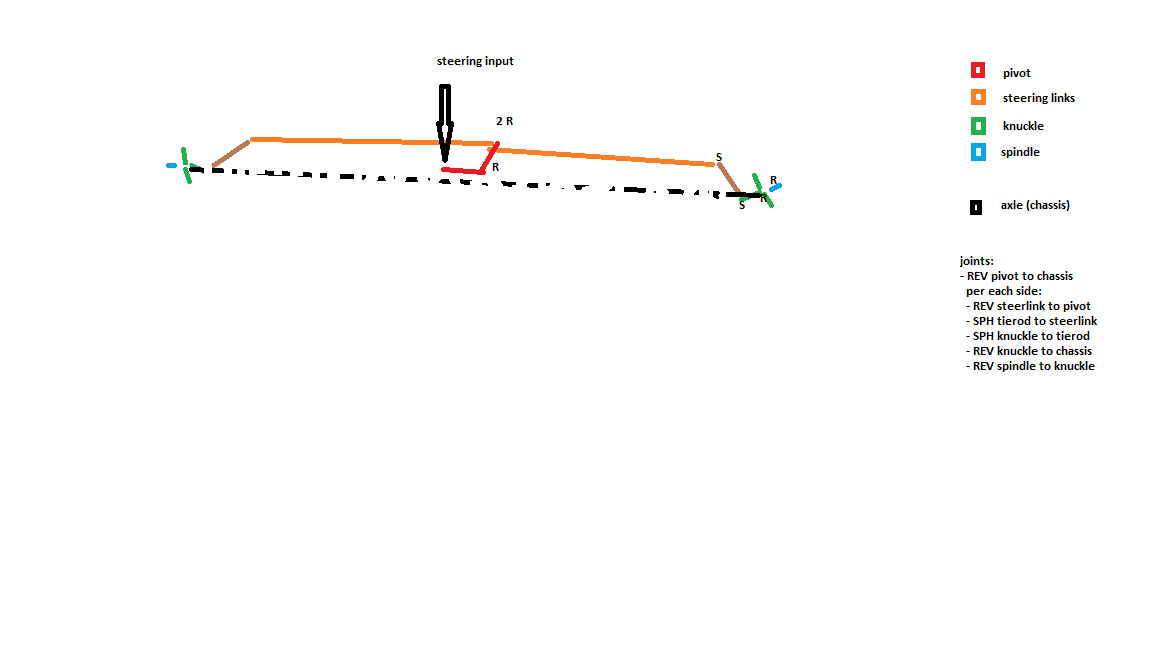 steering input
2 R
R
S
S
R
R
pivot
steering links
knuckle
spindle
axle (chassis)
joints:
- REV pivot to chassis
per each side:
- REV steerlink to pivot
- SPH tierod to steerlink
- SPH knuckle to tierod
- REV knuckle to chassis
- REV spindle to knuckle